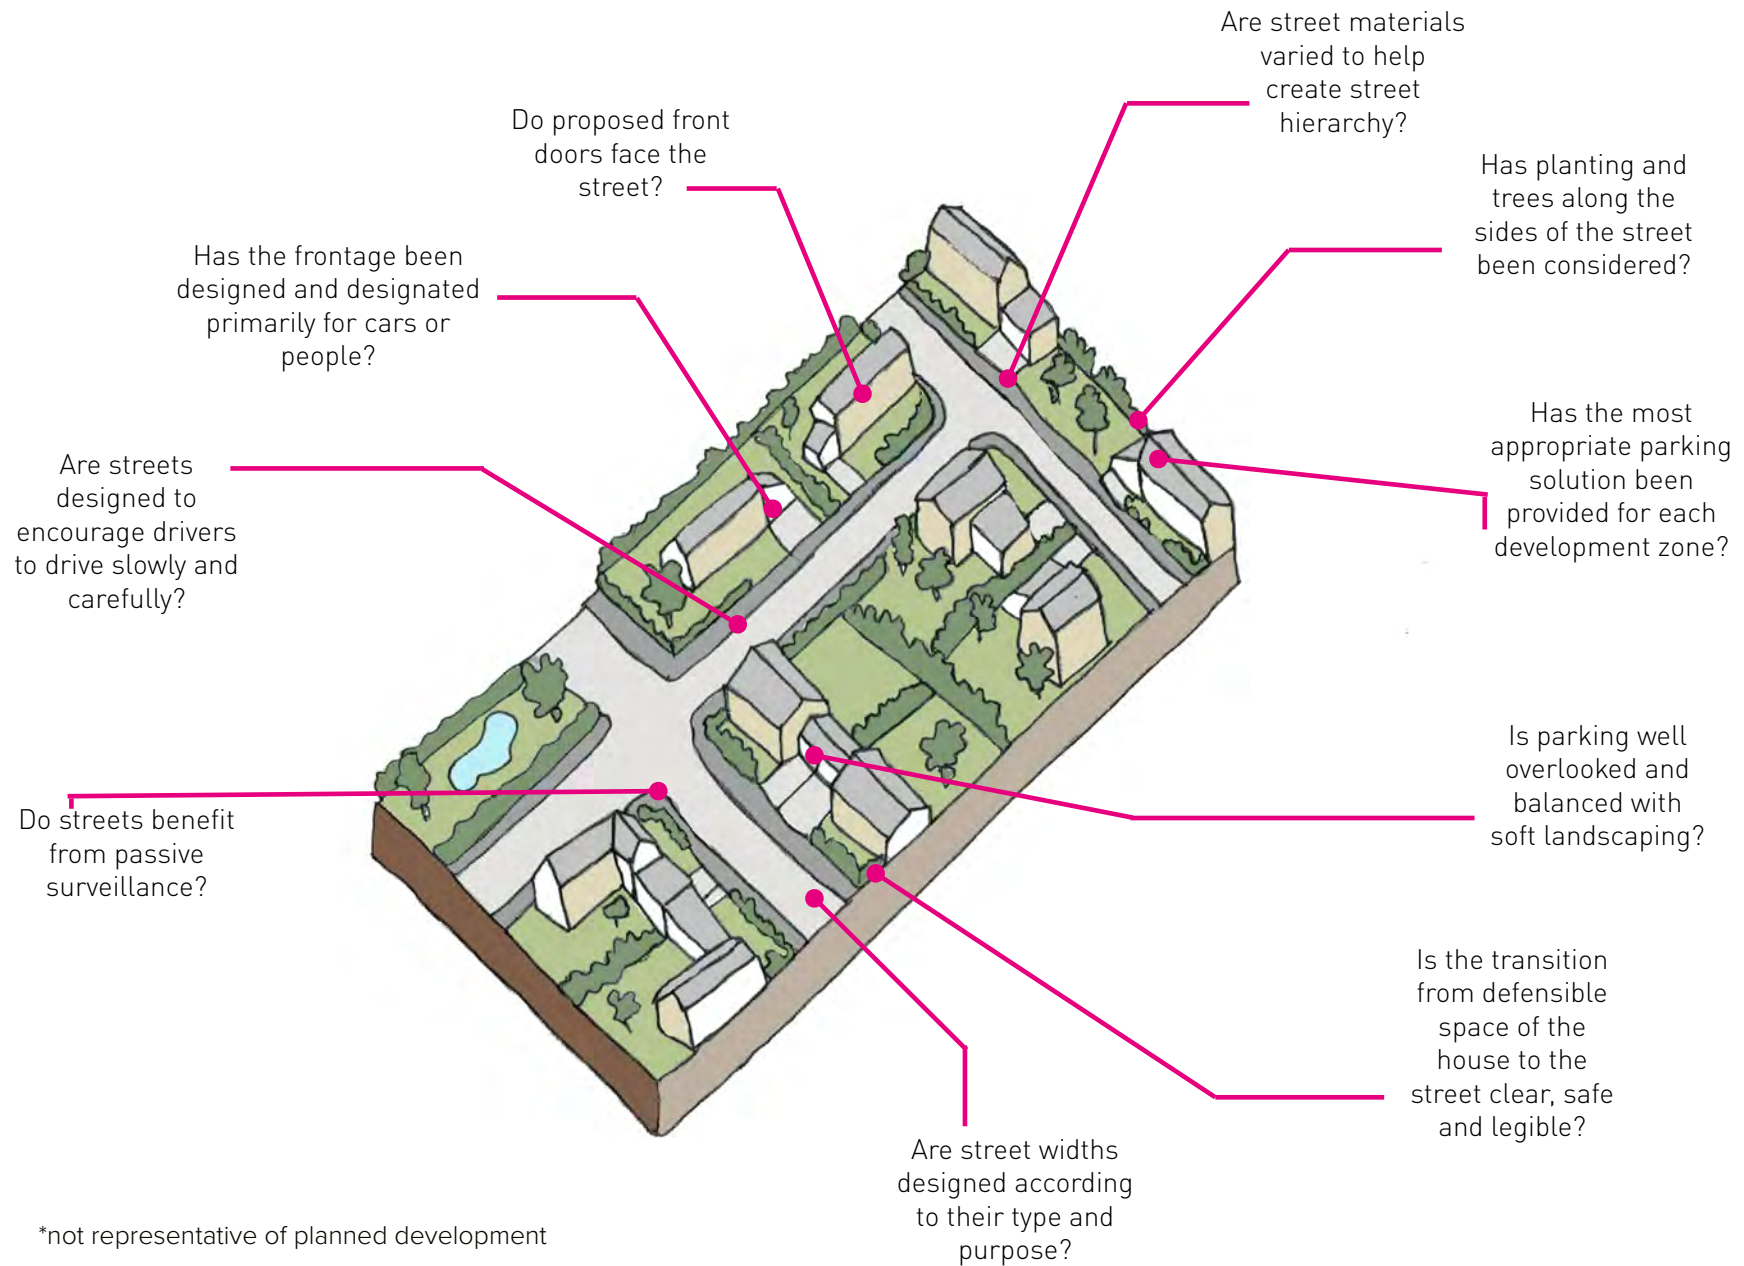 Are street materials
varied to help
create street
hierarchy?
Do proposed front
doors face the
street?
Has planting and
trees along the
sides of the street
been considered?
Has the frontage been
designed and designated
primarily for cars or
people?
Has the most
appropriate parking
solution been
provided for each
development zone?
Are streets
designed to
encourage drivers
to drive slowly and
carefully?
Is parking well
overlooked and
balanced with
soft landscaping?
Do streets benefit
from passive
surveillance?
Is the transition
from defensible
space of the
house to the
street clear, safe
and legible?
Are street widths
designed according
to their type and
purpose?
*not representative of planned development